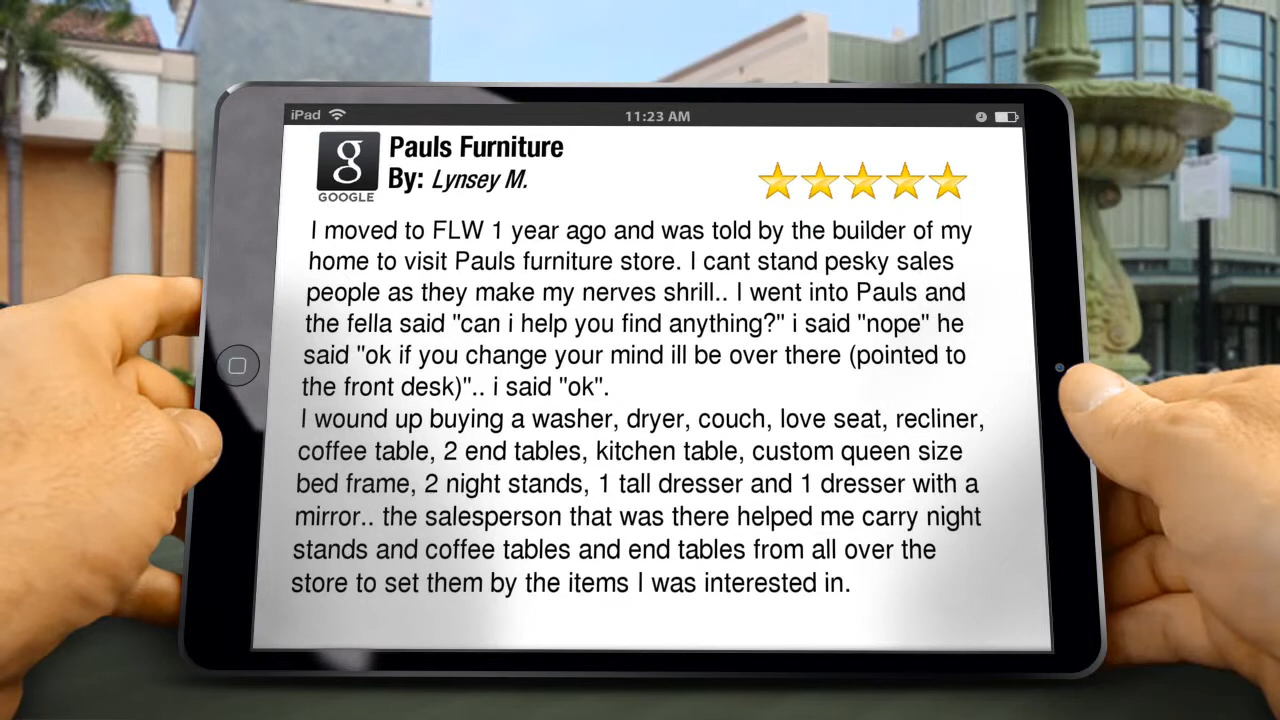 iPad 11:23 AM
g
GOOGLE
Pauls Furniture
By: Lynsey M.
I moved to FLW 1 year ago and was told by the builder of my
home to visit Pauls furniture store. I cant stand pesky sales
people as they make my nerves shrill.. I went into Pauls and
the fella said "can i help you find anything?" i said "nope" he
said "ok if you change your mind ill be over there (pointed to
the front desk)".. i said "ok".
I wound up buying a washer, dryer, couch, love seat, recliner,
coffee table, 2 end tables, kitchen table, custom queen size
bed frame, 2 night stands, 1 tall dresser and 1 dresser with a
mirror.. the salesperson that was there helped me carry night
stands and coffee tables and end tables from all over the
store to set them by the items I was interested in.